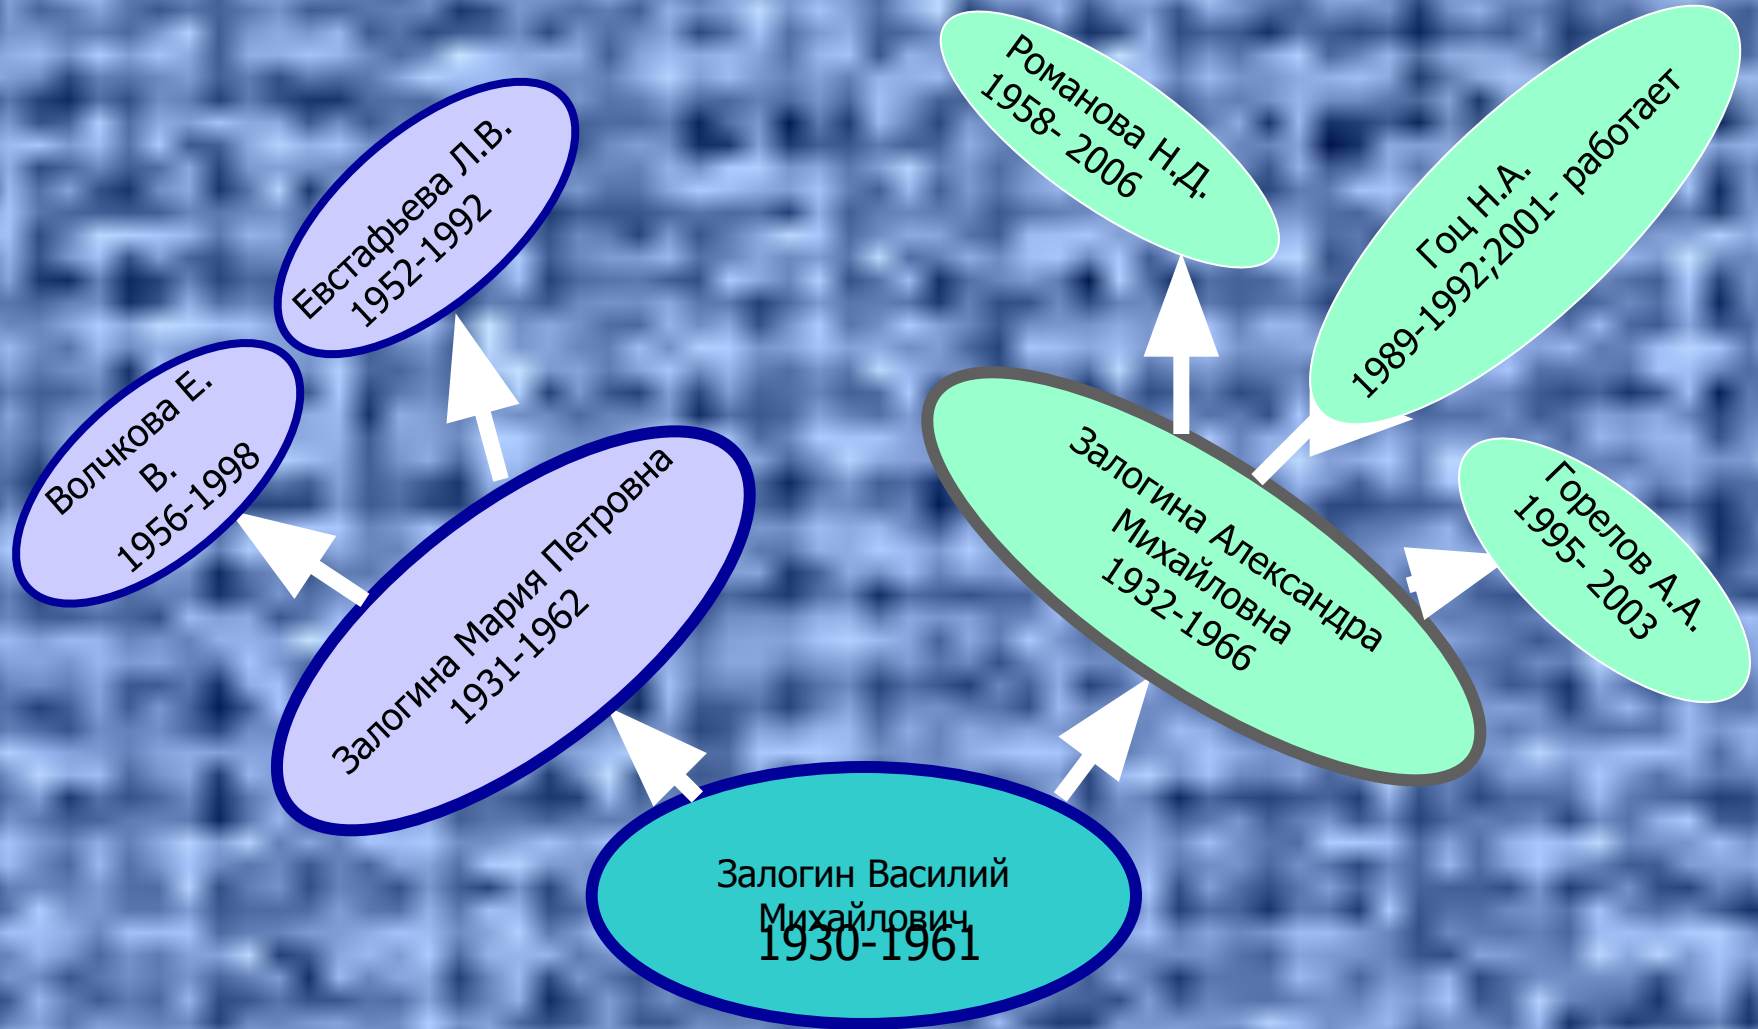 Романова Н.Д.
1958- 2006
Гоц Н.А.
1989-1992;2001- работает
Евстафьева Л.В.
1952-1992
Волчкова Е.
В.
1956-1998
Залогина Мария Петровна
1931-1962
Залогина Александра
Михайловна
1932-1966
Горелов А.А.
1995- 2003
Залогин Василий
Михайлович
1930-1961